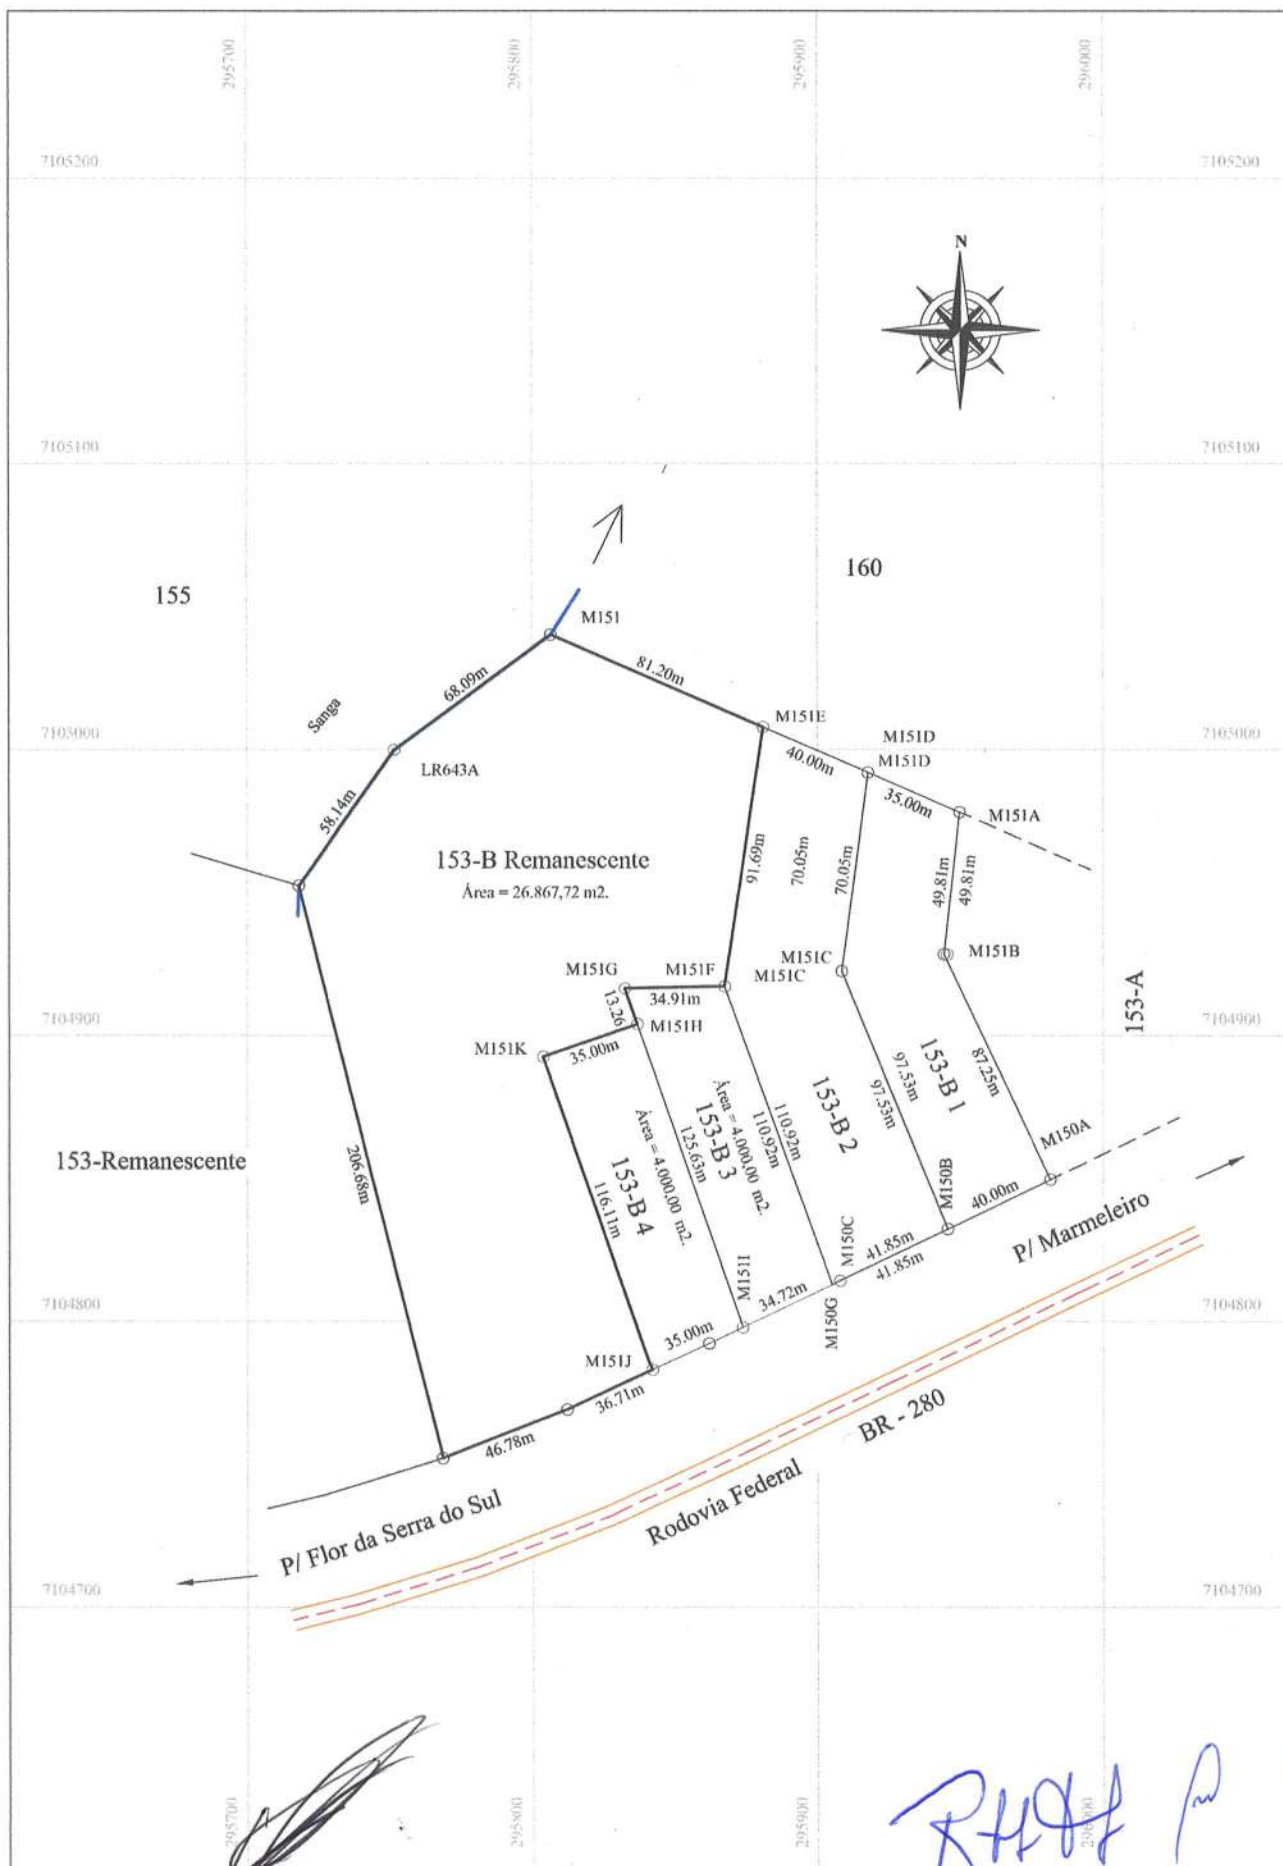 295700
295800
295900
296000
7105200
7105200
N
7105100
7105100
155
160
M151
68.09m
81.20m
Sanga
M151E
7105000
M151D
7105000
40.00m
M151D
LR643A
35.00m
M151A
58.14m
153-B Remanescente
Área = 26.867,72 m2.
91.69m
70.05m
70.05m
49.81m
49.81m
M151G
M151F
M151C
M151C
M151B
13.26
34.91m
M151H
153-A
7104900
7104900
M151K
35.00m
87.25m
153-B 1
97.53m
97.53m
153-B 2
110.92m
110.92m
Área = 4.000,00 m2.
153-B 3
125.63m
Área = 4.000,00 m2.
153-B 4
116.11m
153-Remanescente
206.68m
M150A
M150B
40.00m
P/ Marmeleiro
M150C
41.85m
41.85m
M151I
34.72m
M150G
7104800
7104800
35.00m
M151J
36.71m
46.78m
BR - 280
Rodovia Federal
P/ Flor da Serra do Sul
7104700
7104700
295700
295800
295900
296000